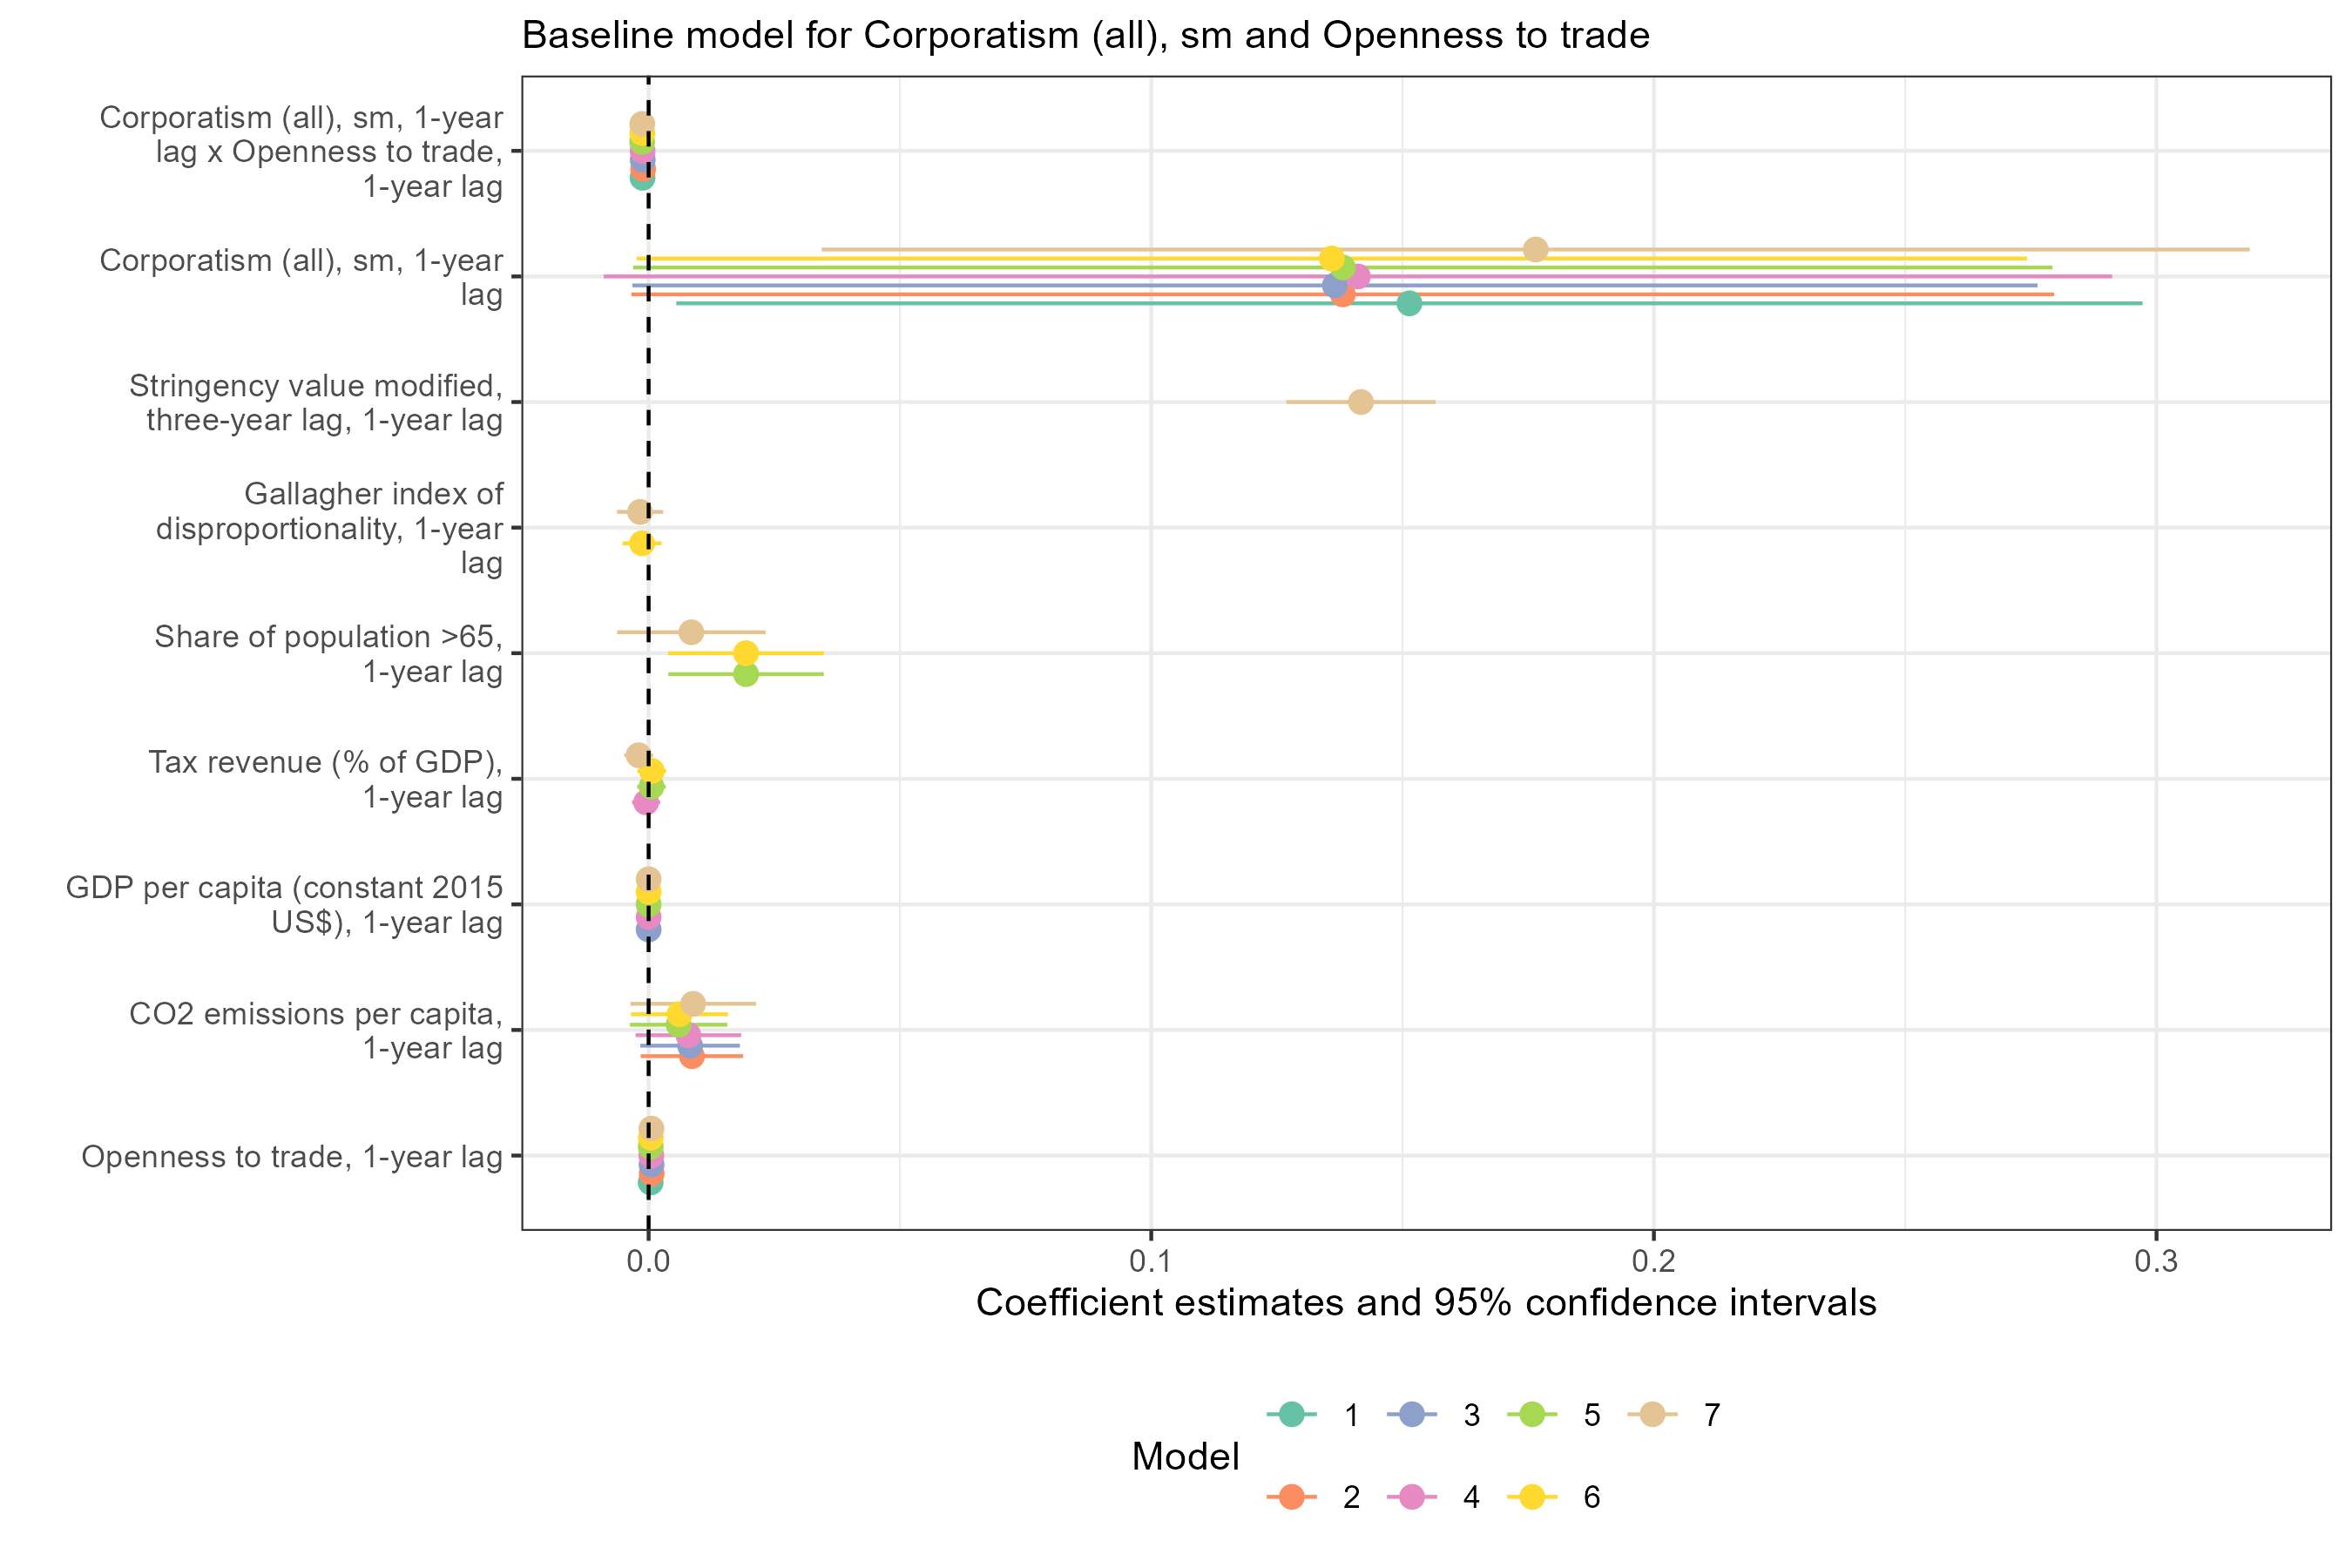 Baseline model for Corporatism (all), sm and Openness to trade
Corporatism (all), sm, 1-year
lag x Openness to trade,
1-year lag
Corporatism (all), sm, 1-year
lag
Stringency value modified,
three-year lag, 1-year lag
Gallagher index of
disproportionality, 1-year
lag
Share of population >65,
1-year lag
Tax revenue (% of GDP),
1-year lag
GDP per capita (constant 2015
US$), 1-year lag
CO2 emissions per capita,
1-year lag
Openness to trade, 1-year lag
0.0 0.1 0.2 0.3
Coefficient estimates and 95% confidence intervals
Model
1 3 5 7
2 4 6